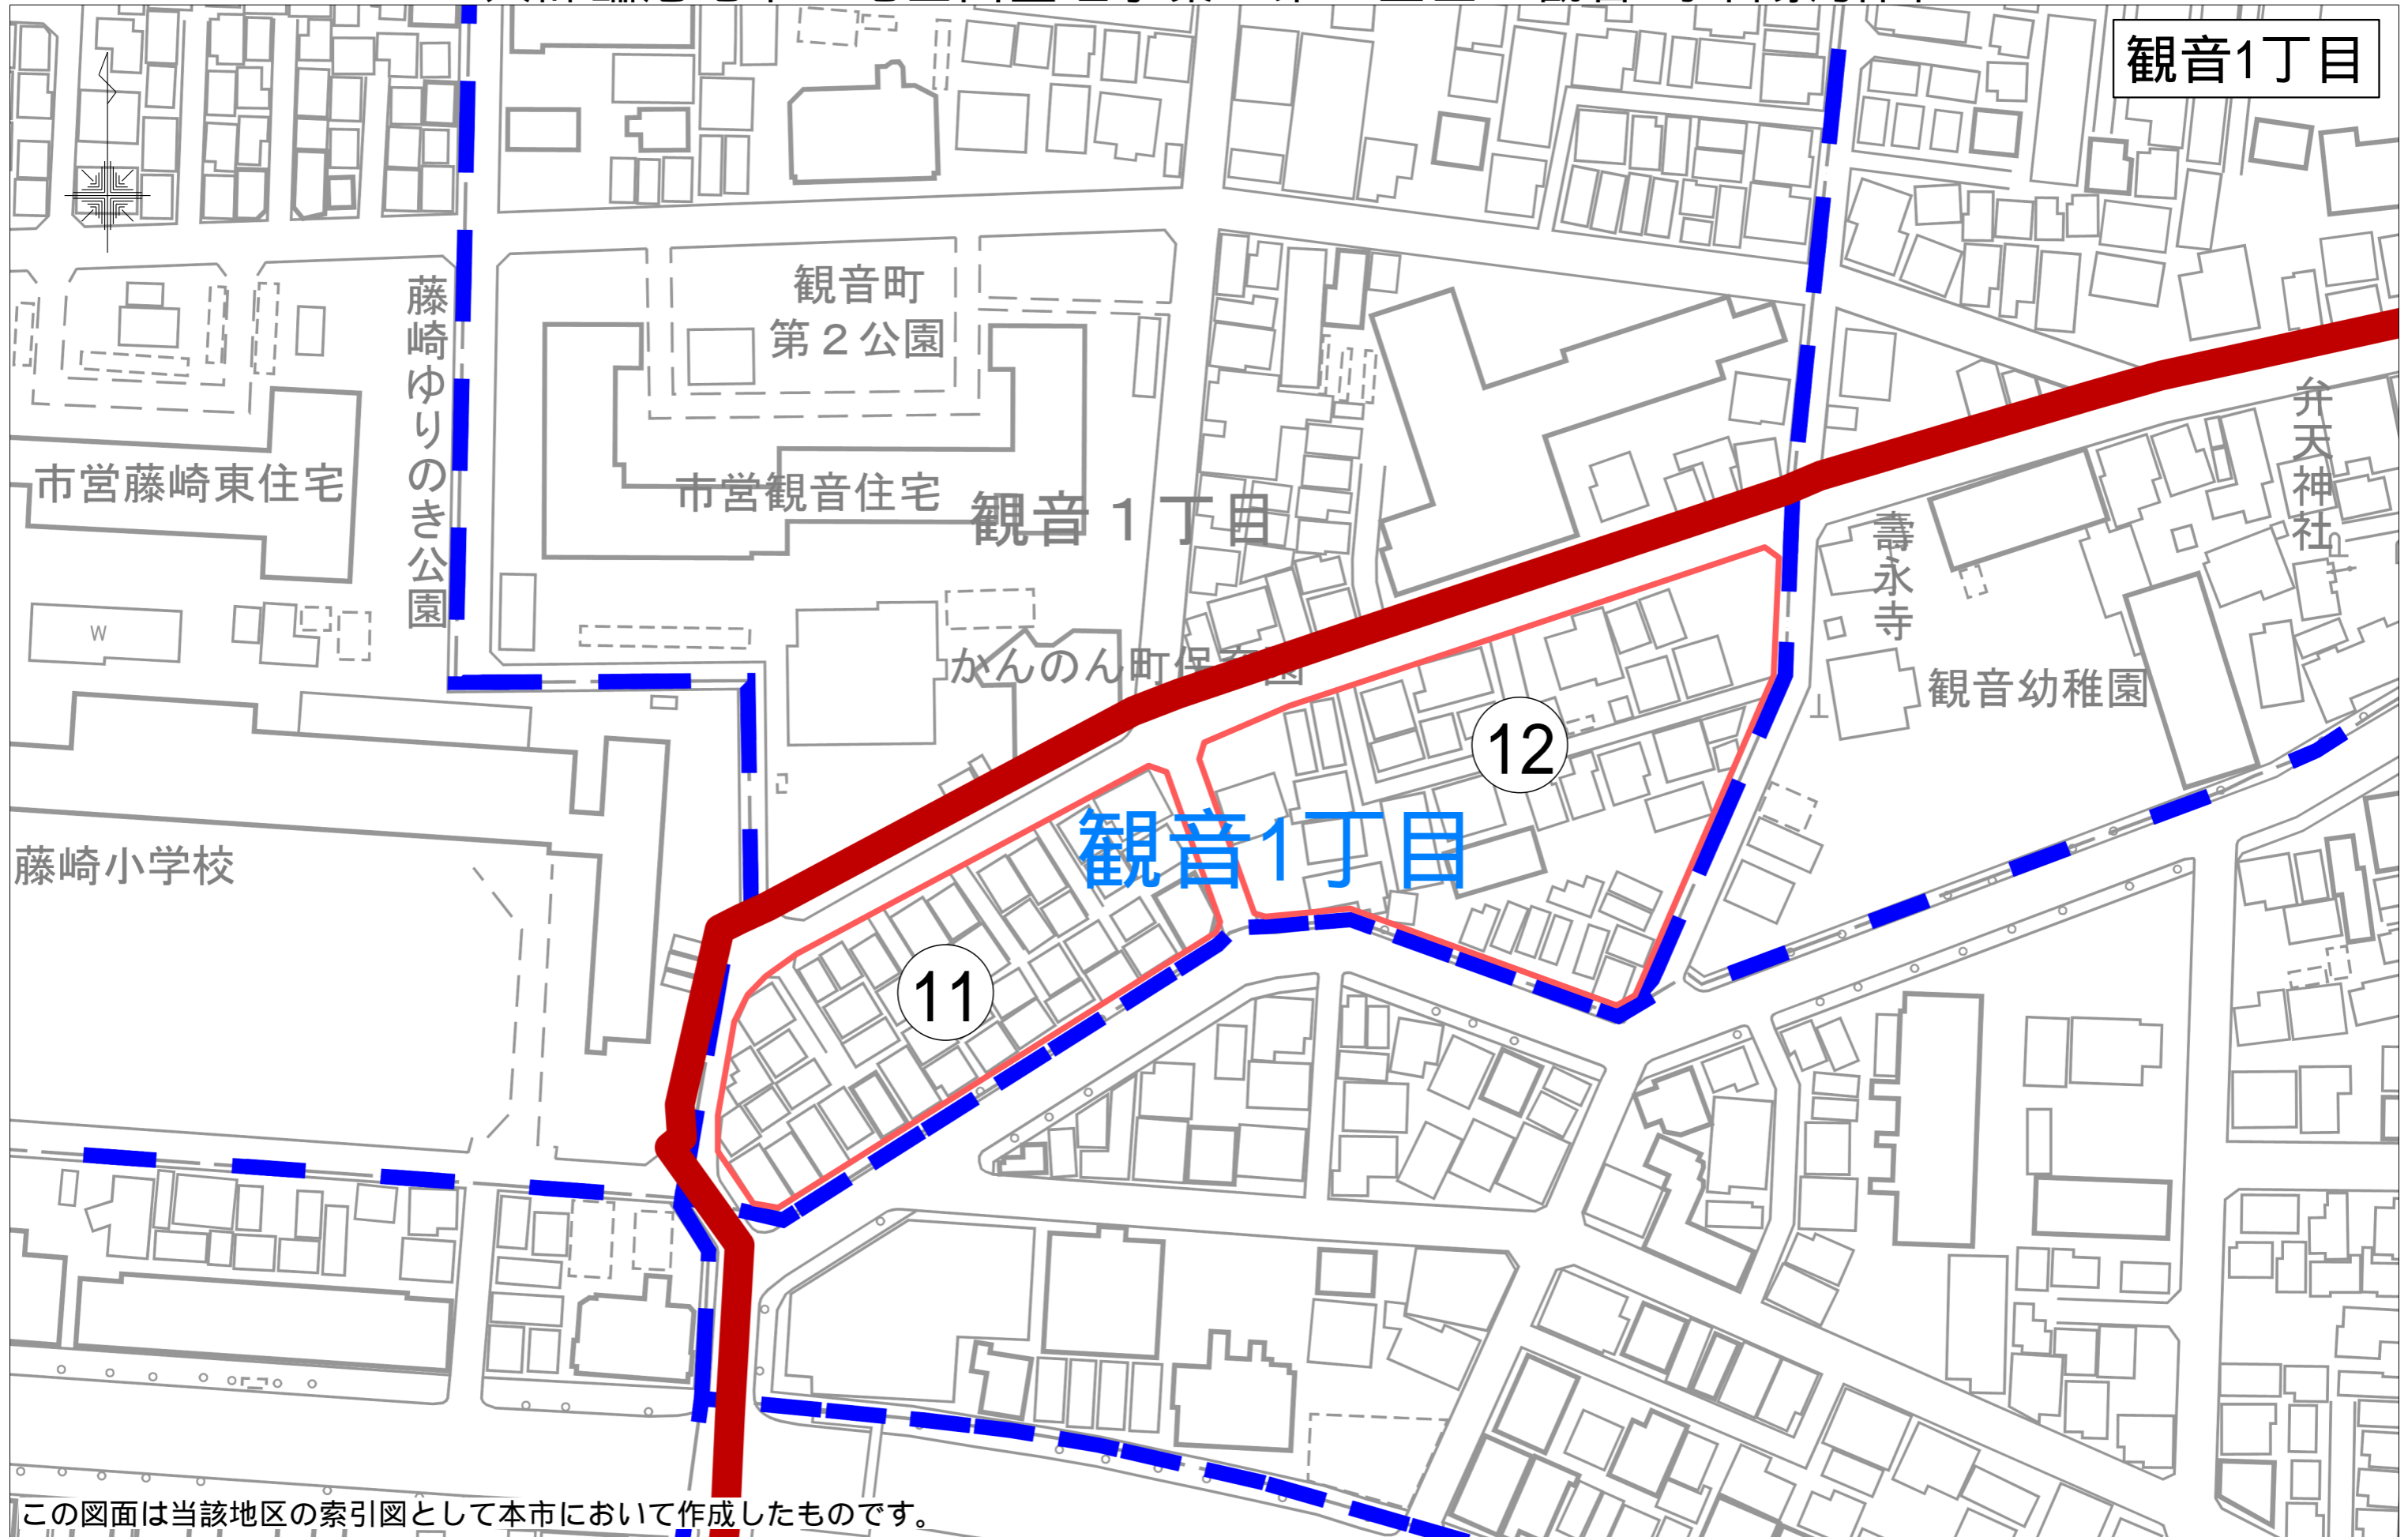 観音1丁目
観音町
第２公園
藤崎ゆりのき公園
弁天神社
市営藤崎東住宅
市営観音住宅
観音１丁目
壽永寺
W
かんのん町保育園
観音幼稚園
12
観音1丁目
藤崎小学校
11
この図面は当該地区の索引図として本市において作成したものです。